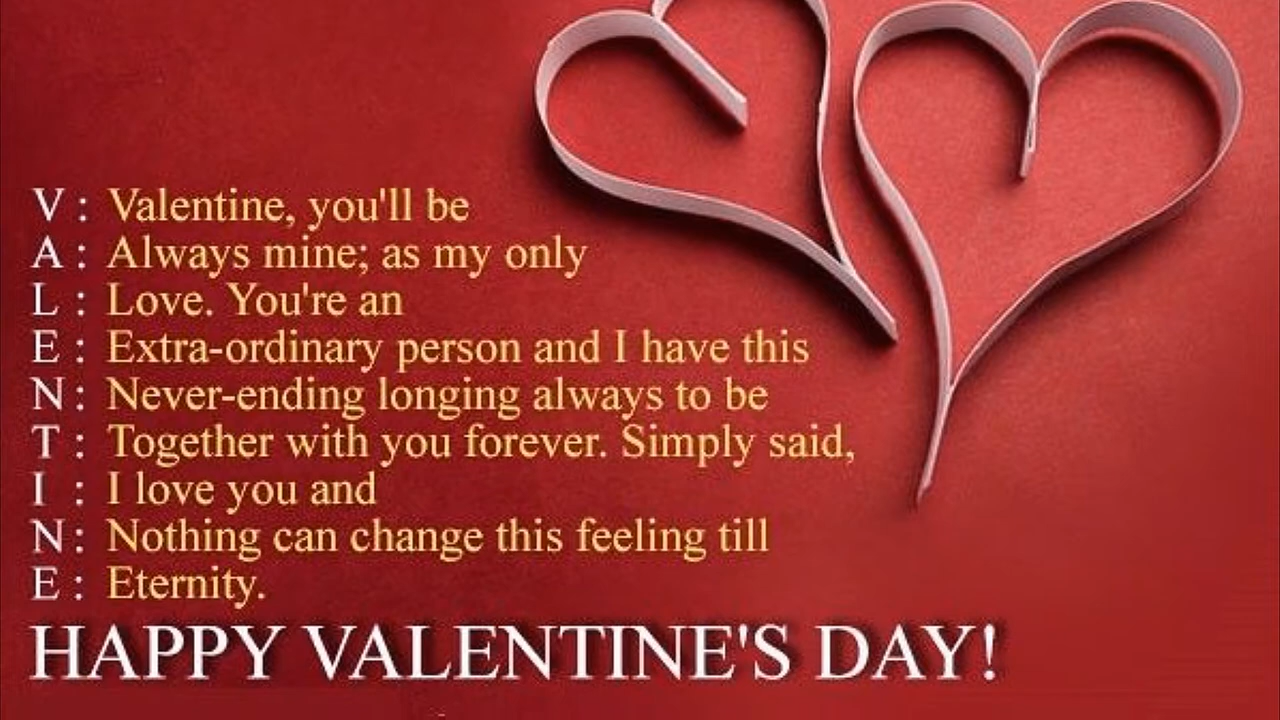 V : Valentine, you'll be
A : Always mine; as my only
L : Love. You're an
E : Extra-ordinary person and I have this
N : Never-ending longing always to be
T : Together with you forever. Simply said,
I : I love you and
N : Nothing can change this feeling till
E : Eternity.
HAPPY VALENTINE'S DAY!